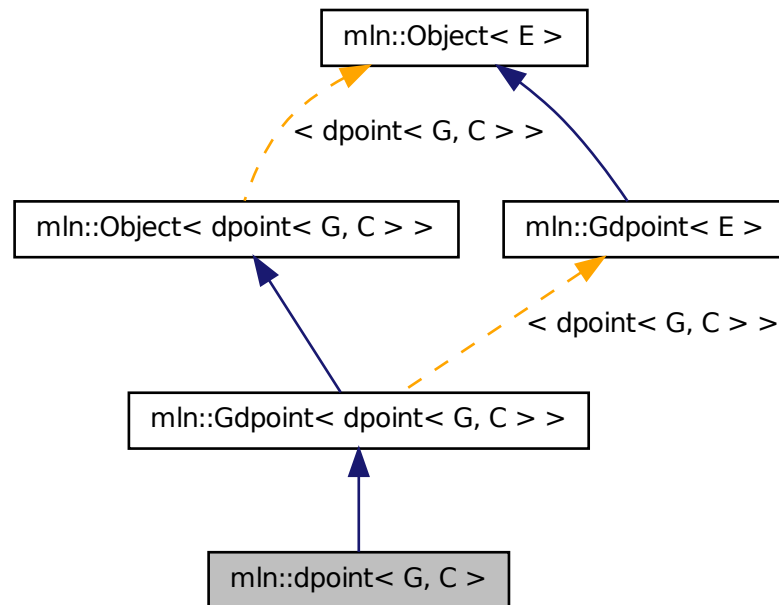 mln::Object< E >
< dpoint< G, C > >
mln::Object< dpoint< G, C > >
mln::Gdpoint< E >
< dpoint< G, C > >
mln::Gdpoint< dpoint< G, C > >
mln::dpoint< G, C >